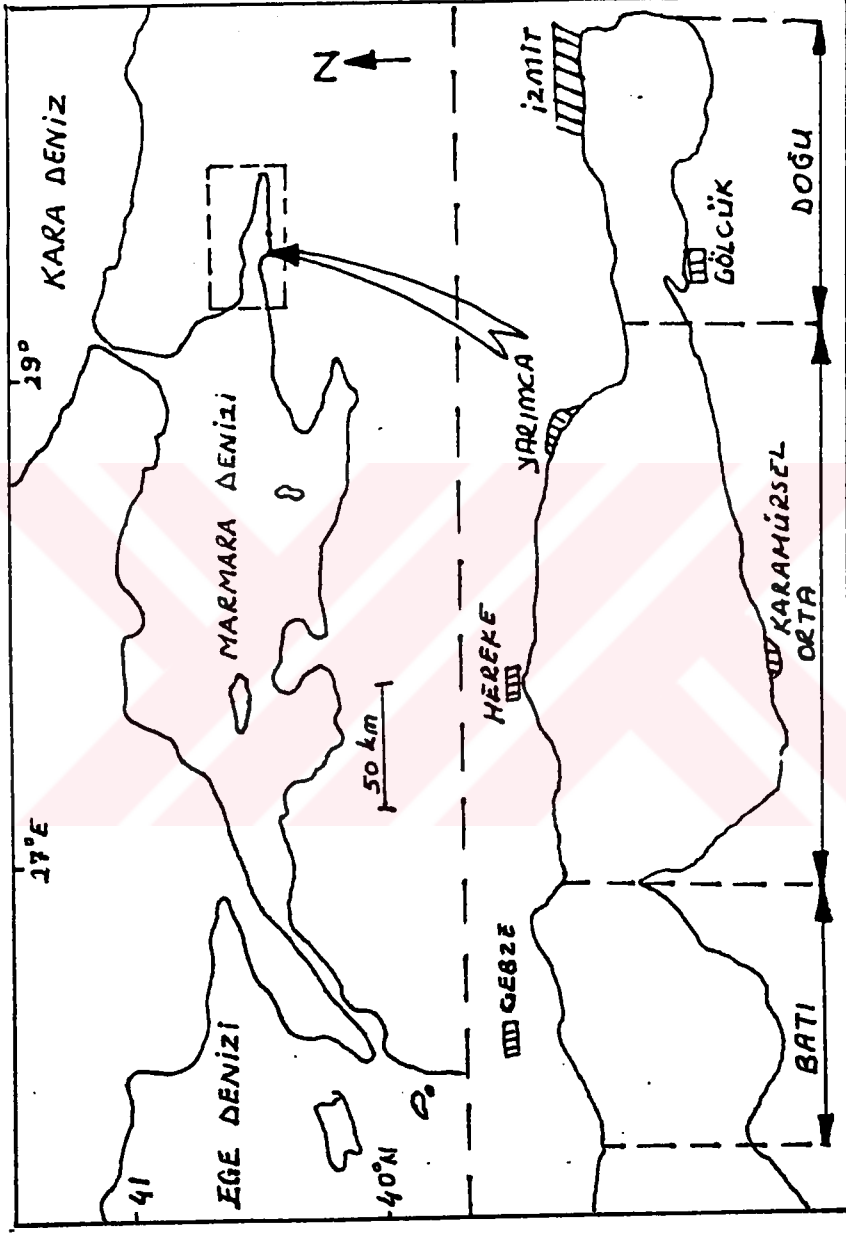 27°E
29°
KARA DENİZ
41
EGE DENİZİ
MARMARA DENİZİ
N
40°N
50 km
GEBZE
HEREKE
YARIMCA
İZMİT
GÖLCÜK
KARAMÜRSEL
BATI
ORTA
DOĞU